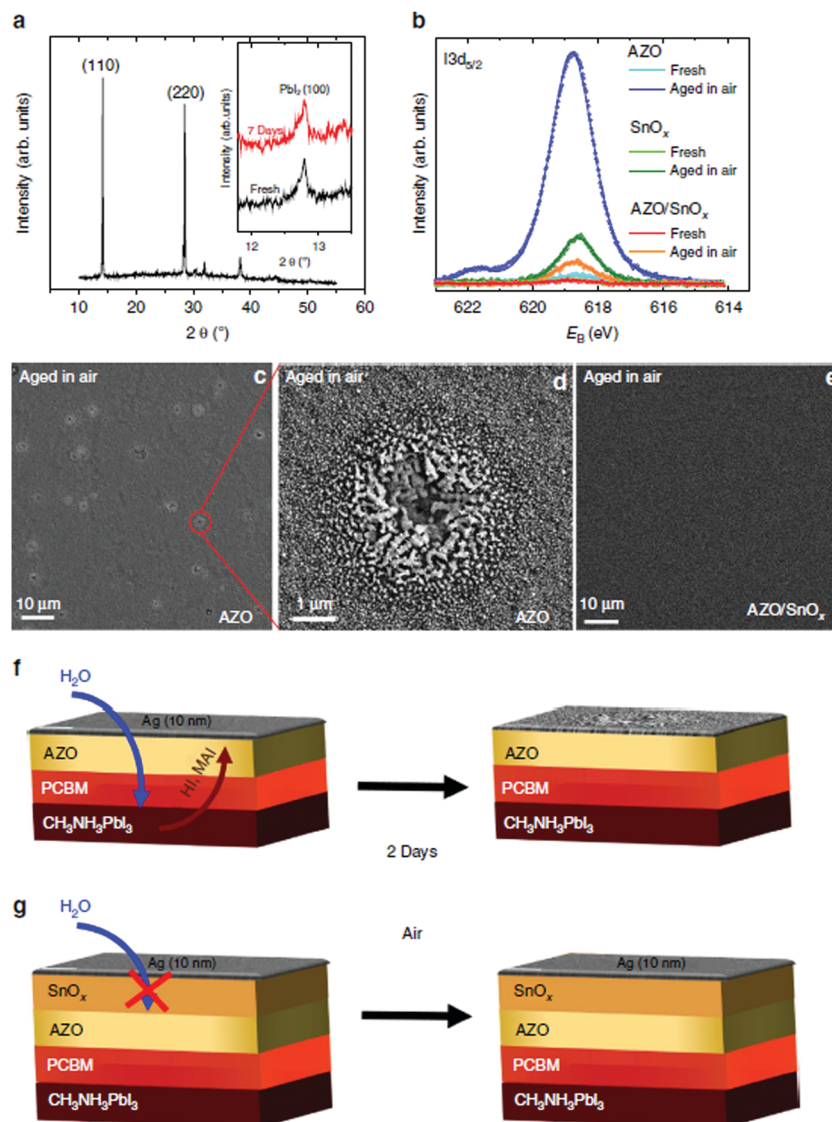 a
Intensity (arb. units)
(110)
(220)
Intensity (arb.units)
PbI₂ (100)
7 Days
Fresh
12 13
2 θ (°)
10 20 30 40 50 60
2 θ (°)
b
Intensity (arb. units)
I3d5/2
AZO
Fresh
Aged in air
SnOx
Fresh
Aged in air
AZO/SnOx
Fresh
Aged in air
622 620 618 616 614
EB (eV)
Aged in air c
10 μm AZO
Aged in air d
1 μm AZO
Aged in air e
10 μm AZO/SnOx
f
H₂O
Ag (10 nm)
AZO
HI, MAI
PCBM
CH₃NH₃PbI₃
2 Days
AZO
PCBM
CH₃NH₃PbI₃
g
H₂O
Ag (10 nm)
SnOx
AZO
PCBM
CH₃NH₃PbI₃
Air
Ag (10 nm)
SnOx
AZO
PCBM
CH₃NH₃PbI₃